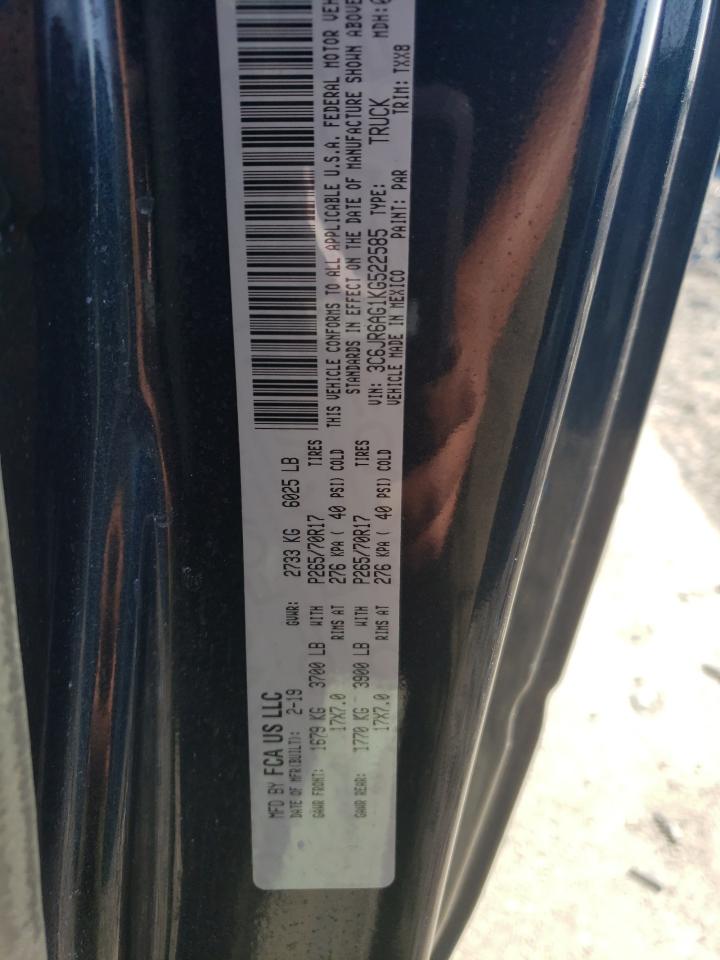 MFD BY FCA US LLC
DATE OF MFR(BUILT): 2-19 GVWR: 2733 KG 6025 LB
GAWR FRONT: 1679 KG 3700 LB WITH P265/70R17 TIRES
17X7.0 RIMS AT 276 KPA ( 40 PSI) COLD
GAWR REAR: 1770 KG 3900 LB WITH P265/70R17 TIRES
17X7.0 RIMS AT 276 KPA ( 40 PSI) COLD
THIS VEHICLE CONFORMS TO ALL APPLICABLE U.S.A. FEDERAL MOTOR
STANDARDS IN EFFECT ON THE DATE OF MANUFACTURE SHOWN ABOVE
VIN: 3C6JR6AG1KG522585 TYPE: TRUCK MDH:
VEHICLE MADE IN MEXICO PAINT: PAR TRIM: TXX8